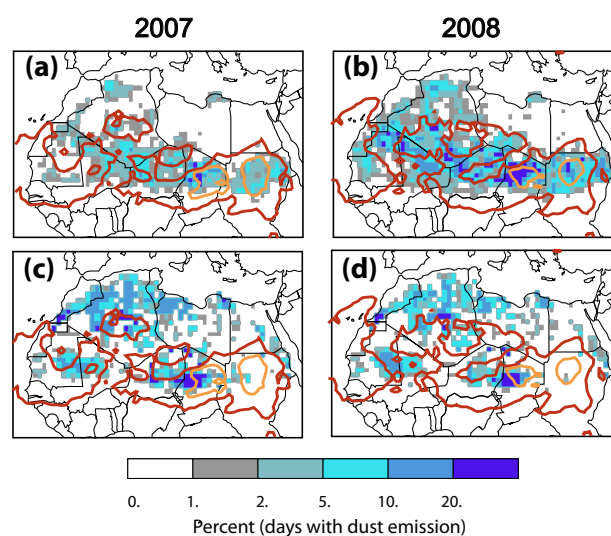 2007 2008
(a) (b)
(c) (d)
0. 1. 2. 5. 10. 20.
Percent (days with dust emission)